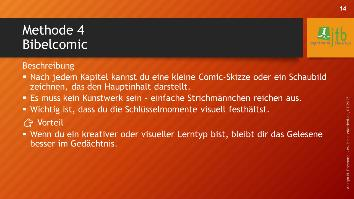 14
Methode 4
Bibelcomic
jtb
Beschreibung
Nach jedem Kapitel kannst du eine kleine Comic-Skizze oder ein Schaubild
zeichnen, das den Hauptinhalt darstellt.
Es muss kein Kunstwerk sein – einfache Strichmännchen reichen aus.
Wichtig ist, dass du die Schlüsselmomente visuell festhältst.
Vorteil
Wenn du ein kreativer oder visueller Lerntyp bist, bleibt dir das Gelesene
besser im Gedächtnis.